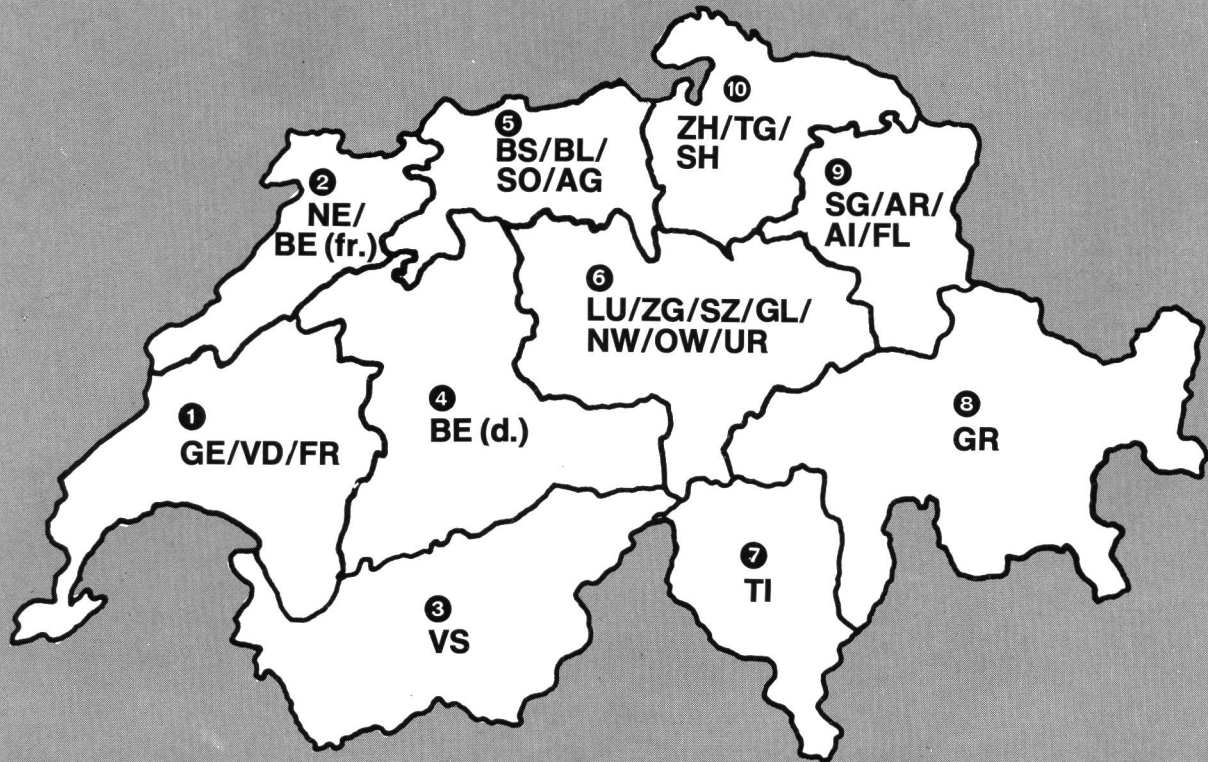 1
GE/VD/FR
2
NE/
BE (fr.)
3
VS
4
BE (d.)
5
BS/BL/
SO/AG
6
LU/ZG/SZ/GL/
NW/OW/UR
7
TI
8
GR
9
SG/AR/
AI/FL
10
ZH/TG/
SH